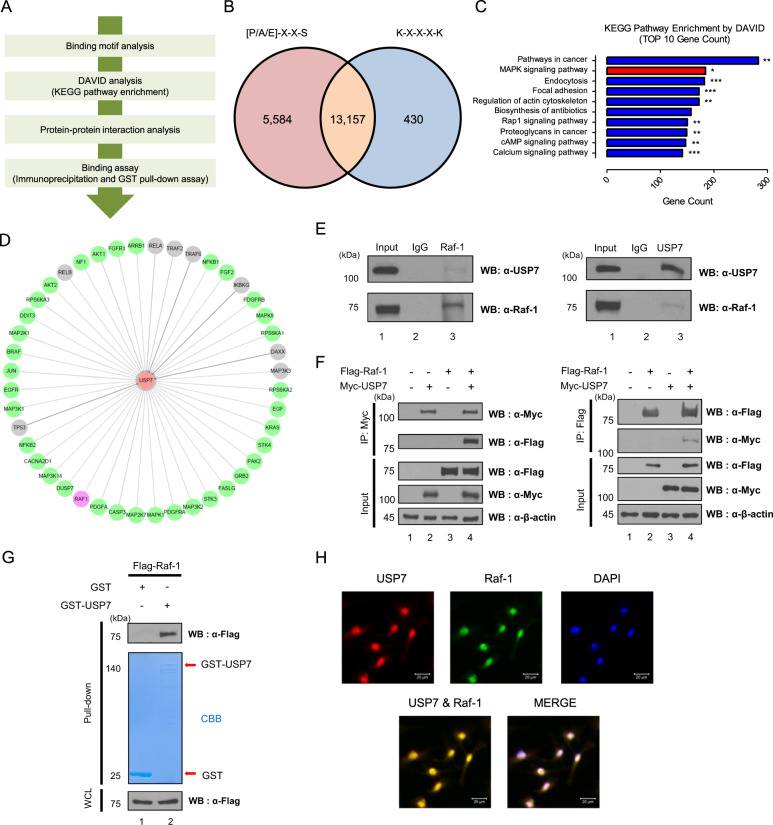 A
Binding motif analysis
DAVID analysis
(KEGG pathway enrichment)
Protein-protein interaction analysis
Binding assay
(Immunoprecipitation and GST pull-down assay)
B
[P/A/E]-X-X-S
K-X-X-X-K
5,584
13,157
430
C
KEGG Pathway Enrichment by DAVID
(TOP 10 Gene Count)
Pathways in cancer **
MAPK signaling pathway *
Endocytosis ***
Focal adhesion ***
Regulation of actin cytoskeleton **
Biosynthesis of antibiotics
Rap1 signaling pathway **
Proteoglycans in cancer **
cAMP signaling pathway **
Calcium signaling pathway ***
0 100 200 300
Gene Count
D
RELA
TRAF2
TRAF6
NFKB1
FGF2
IKBKG
PDGFRB
MAPK8
RPS6KA1
DAXX
MAP3K3
RPS6KA2
EGF
KRAS
STK4
PAK2
GRB2
FASLG
STK3
MAP3K2
PDGFRA
MAPK1
MAP2K7
CASP3
PDGFA
RAF1
DUSP7
MAP3K14
CACNA2D1
NFKB2
TP53
MAP3K1
EGFR
JUN
BRAF
MAP2K1
DDIT3
RPS6KA3
AKT2
RELB
NF1
AKT1
FGFR1
ARRB1
USP7
E
(kDa) Input IgG Raf-1
100 WB: α-USP7
75 WB: α-Raf-1
1 2 3
(kDa) Input IgG USP7
100 WB: α-USP7
75 WB: α-Raf-1
1 2 3
F
Flag-Raf-1 - - + +
Myc-USP7 - + - +
(kDa)
IP: Myc
100 WB : α-Myc
75 WB : α-Flag
Input
75 WB : α-Flag
100 WB : α-Myc
45 WB : α-β-actin
1 2 3 4
Flag-Raf-1 - + - +
Myc-USP7 - - + +
(kDa)
IP: Flag
75 WB : α-Flag
100 WB : α-Myc
Input
75 WB : α-Flag
100 WB : α-Myc
45 WB : α-β-actin
1 2 3 4
G
Flag-Raf-1
GST + -
GST-USP7 - +
(kDa)
Pull-down
75 WB : α-Flag
140 GST-USP7
CBB
25 GST
WCL
75 WB : α-Flag
1 2
H
USP7
Raf-1
DAPI
20 μm
20 μm
20 μm
USP7 & Raf-1
MERGE
20 μm
20 μm